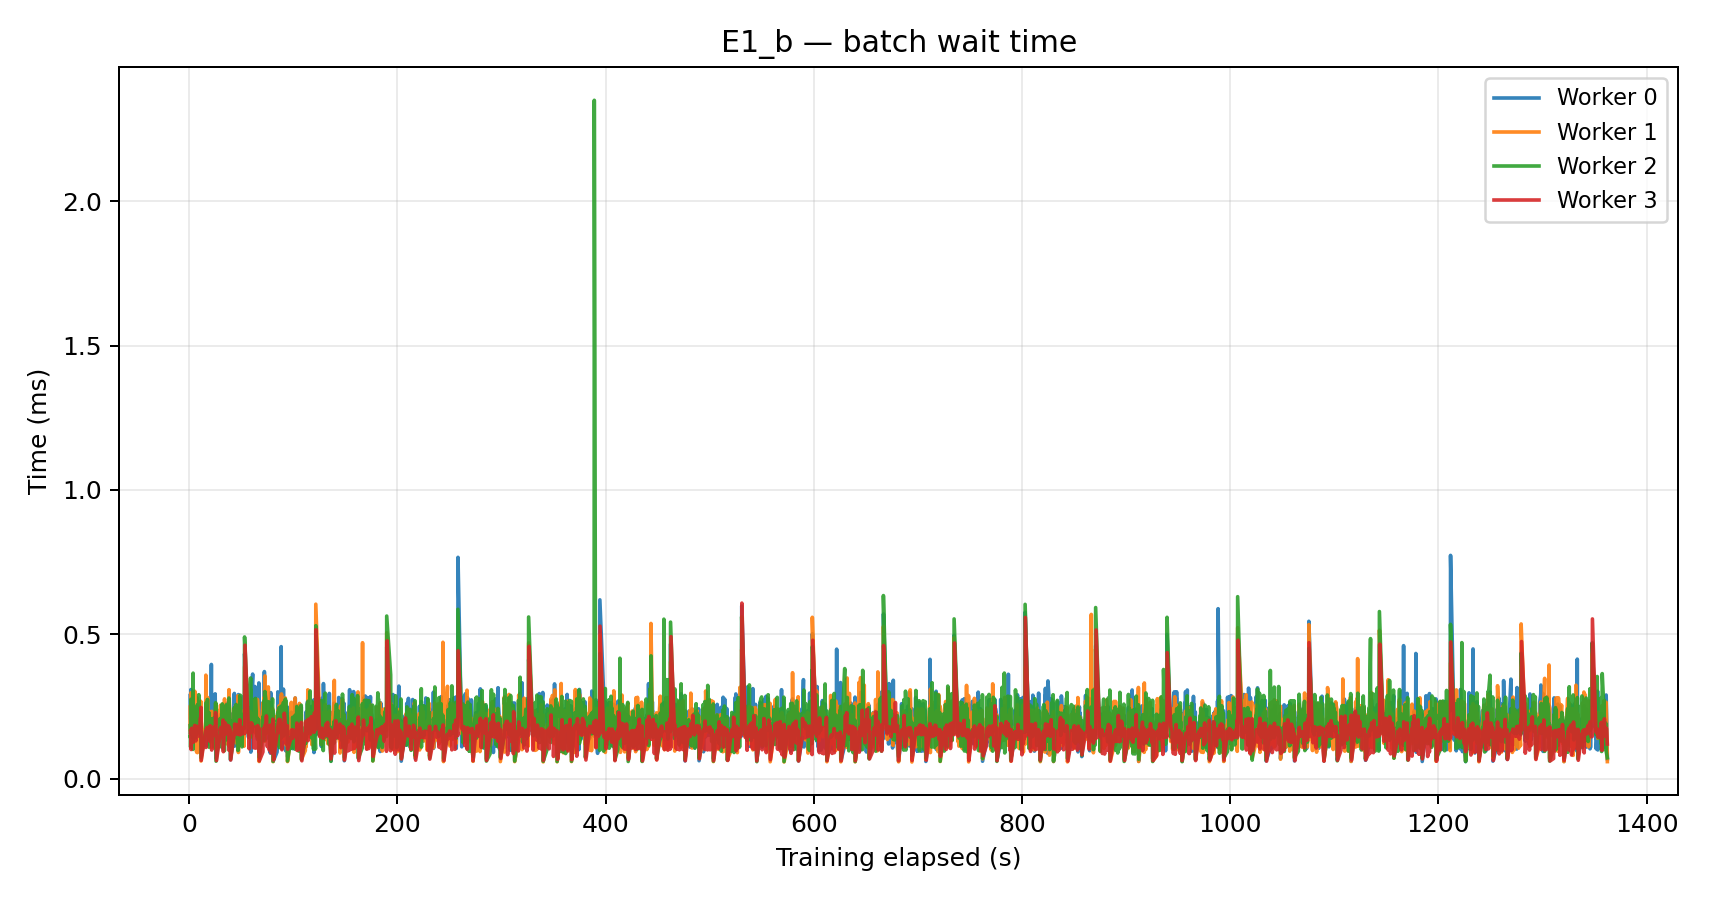 E1_b — batch wait time
Worker 0
Worker 1
Worker 2
Worker 3
Time (ms)
2.0
1.5
1.0
0.5
0.0
0 200 400 600 800 1000 1200 1400
Training elapsed (s)